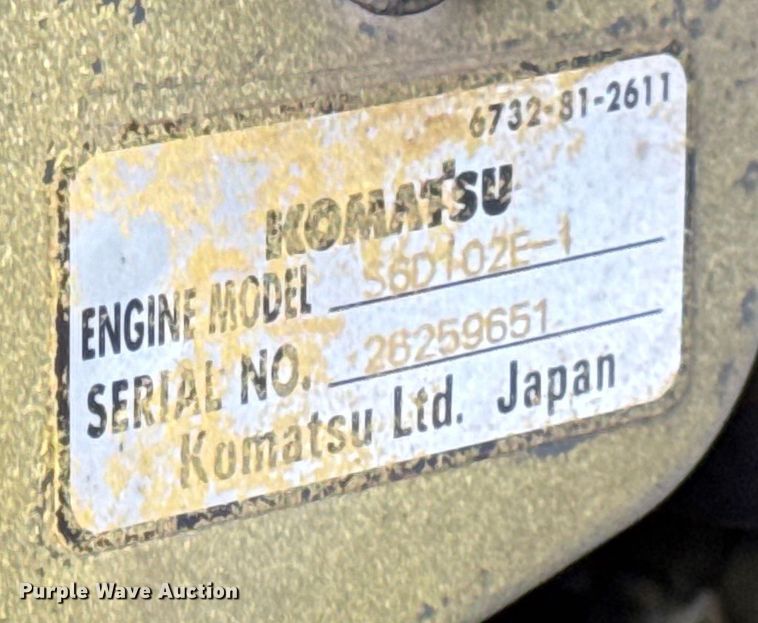 6732-81-2611
KOMATSU
ENGINE MODEL S6D102E-1
SERIAL NO. 26259651
Komatsu Ltd. Japan
Purple Wave Auction